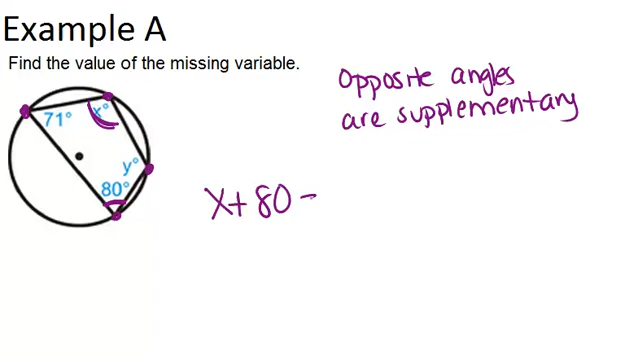 Example A
Find the value of the missing variable.
Opposite angles
are supplementary
71°
x°
y°
80°
x + 80 -